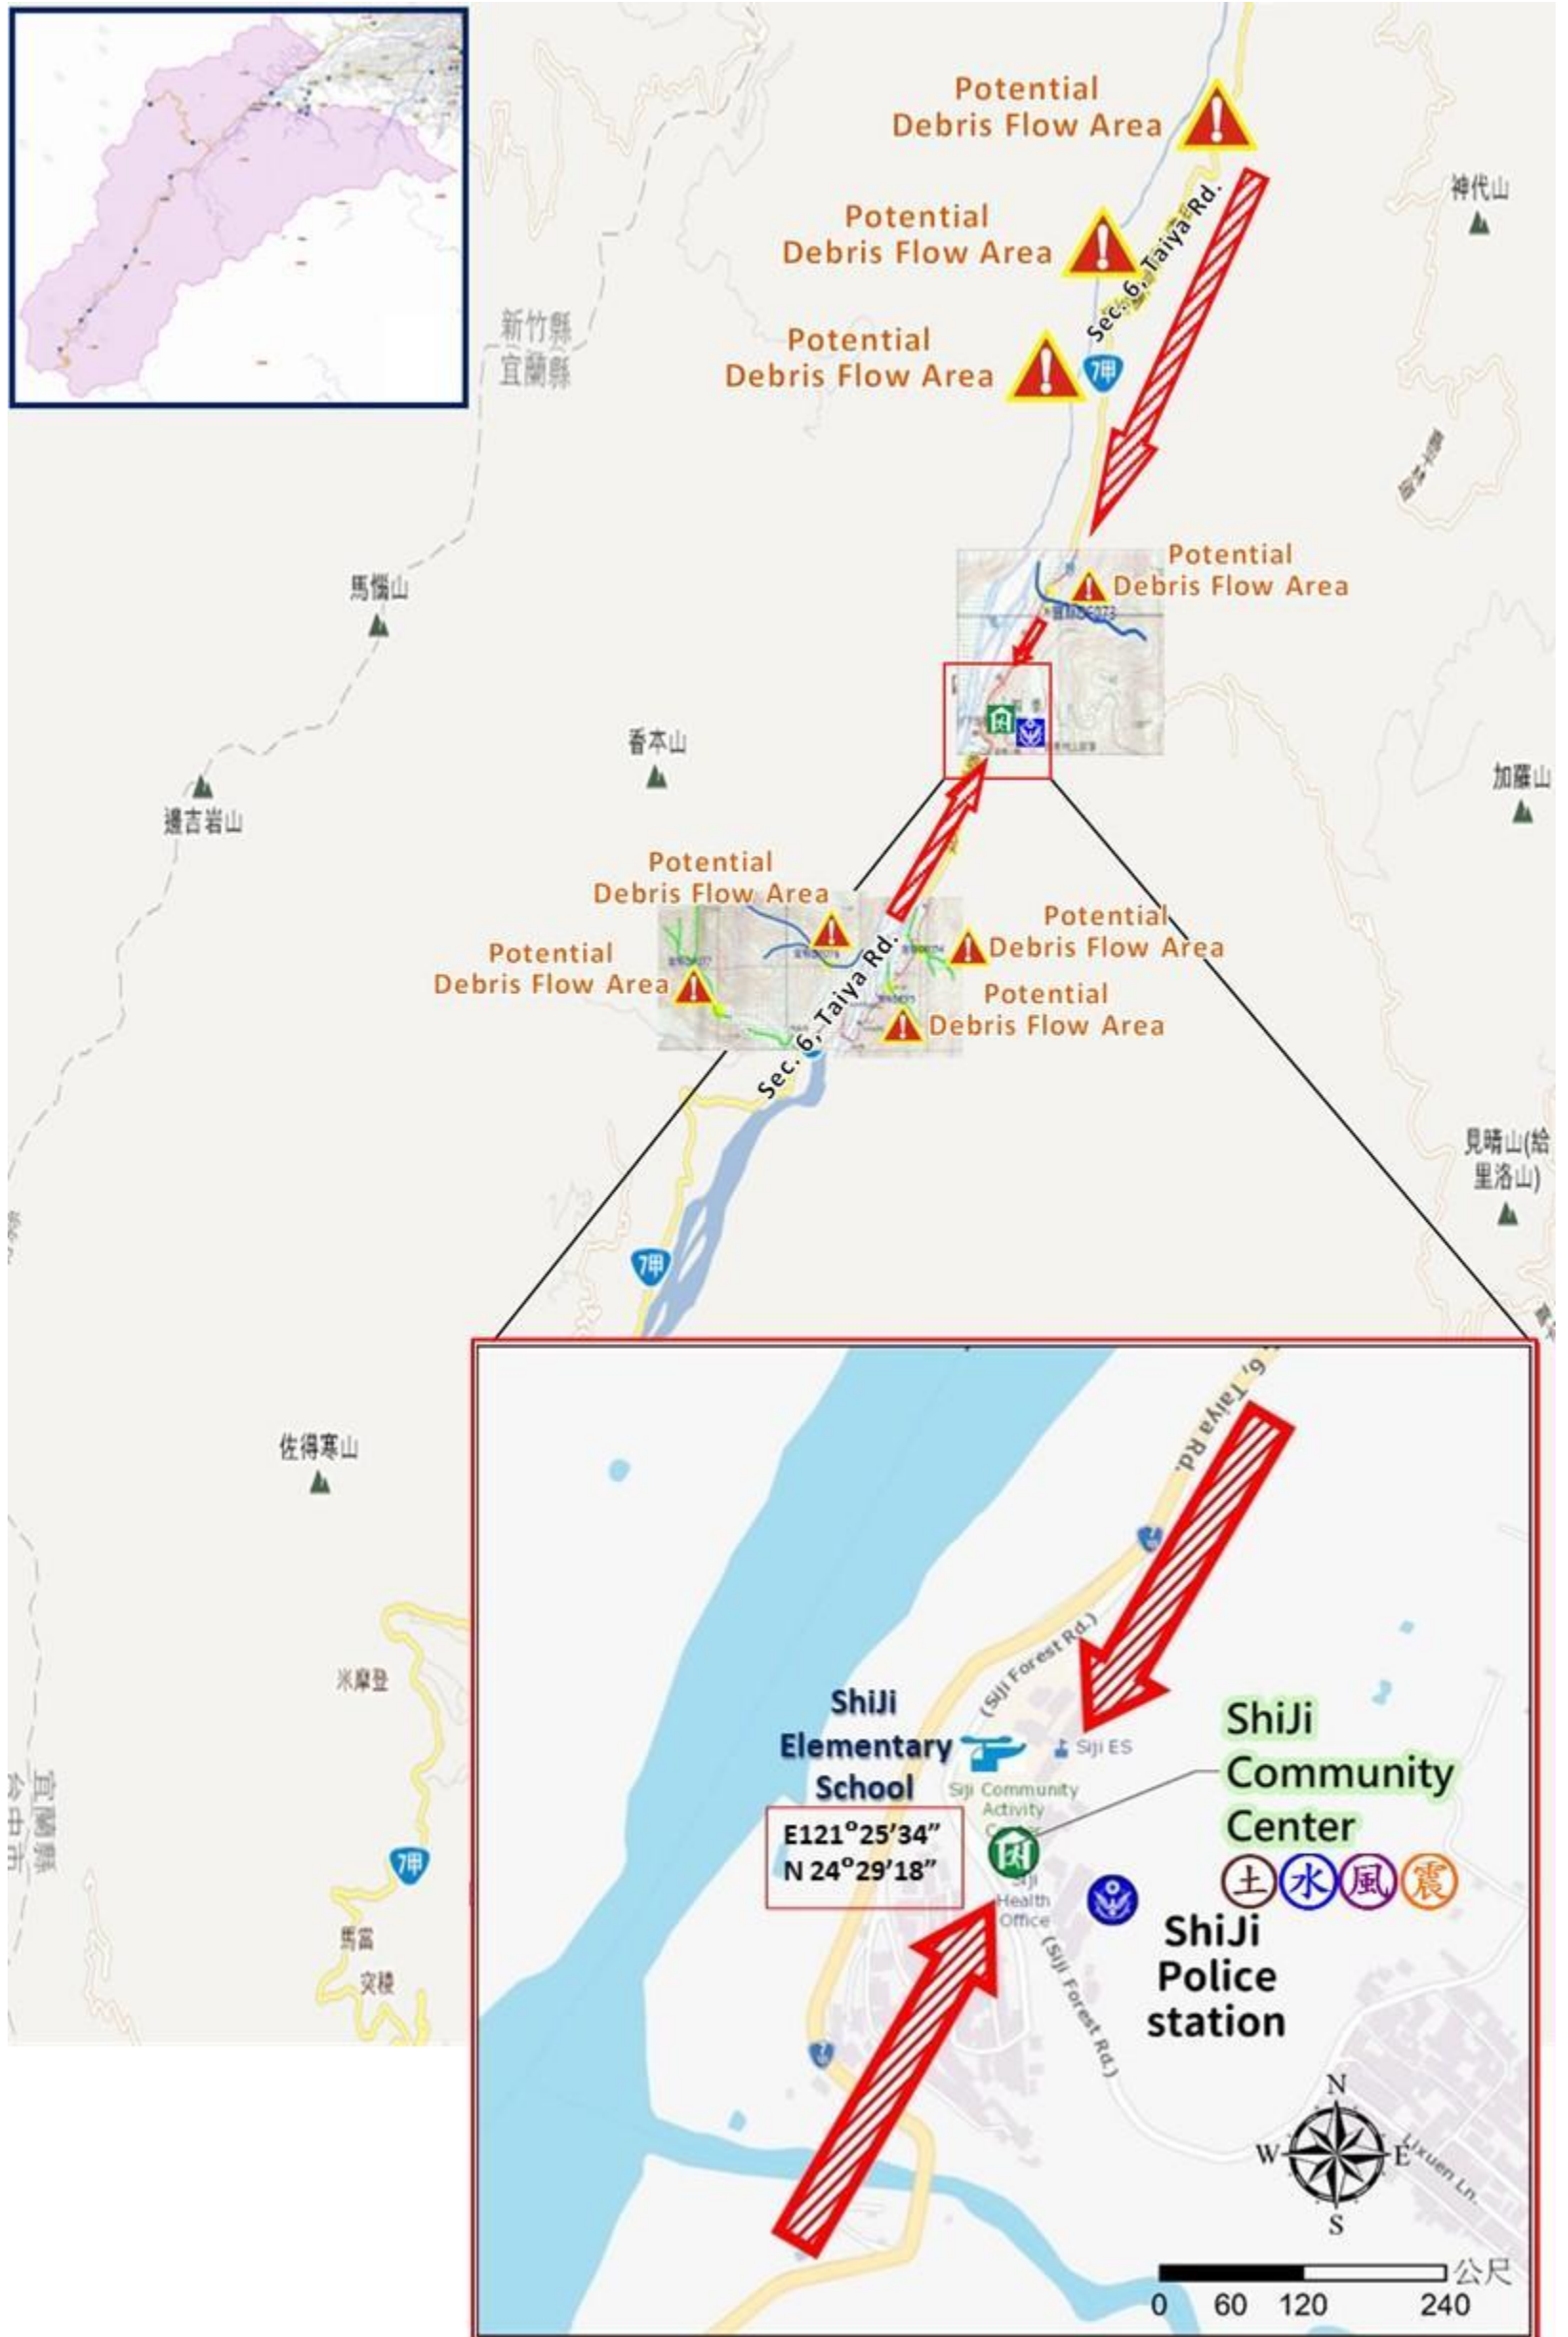 Potential
Debris Flow Area
神代山
Potential
Debris Flow Area
Sec. 6, Taiya Rd.
新竹縣
宜蘭縣
Potential
Debris Flow Area
7甲
Potential
Debris Flow Area
馬惱山
香本山
加羅山
邊吉岩山
Potential
Debris Flow Area
Potential
Debris Flow Area
Potential
Debris Flow Area
Potential
Debris Flow Area
Sec. 6, Taiya Rd.
見晴山(給
里洛山)
7甲
6, Taiya Rd.
佐得寒山
(Siji Forest Rd.)
米摩登
ShiJi
Elementary
School
Siji ES
ShiJi
Community
Center
Siji Community
Activity
E121°25'34"
N 24°29'18"
宜蘭縣
台中市
7甲
土 水 風 震
Siji
Health
Office
ShiJi
Police
station
馬當
突稜
(Siji Forest Rd.)
N
W
E
S
Lixuen Ln.
公尺
0 60 120 240